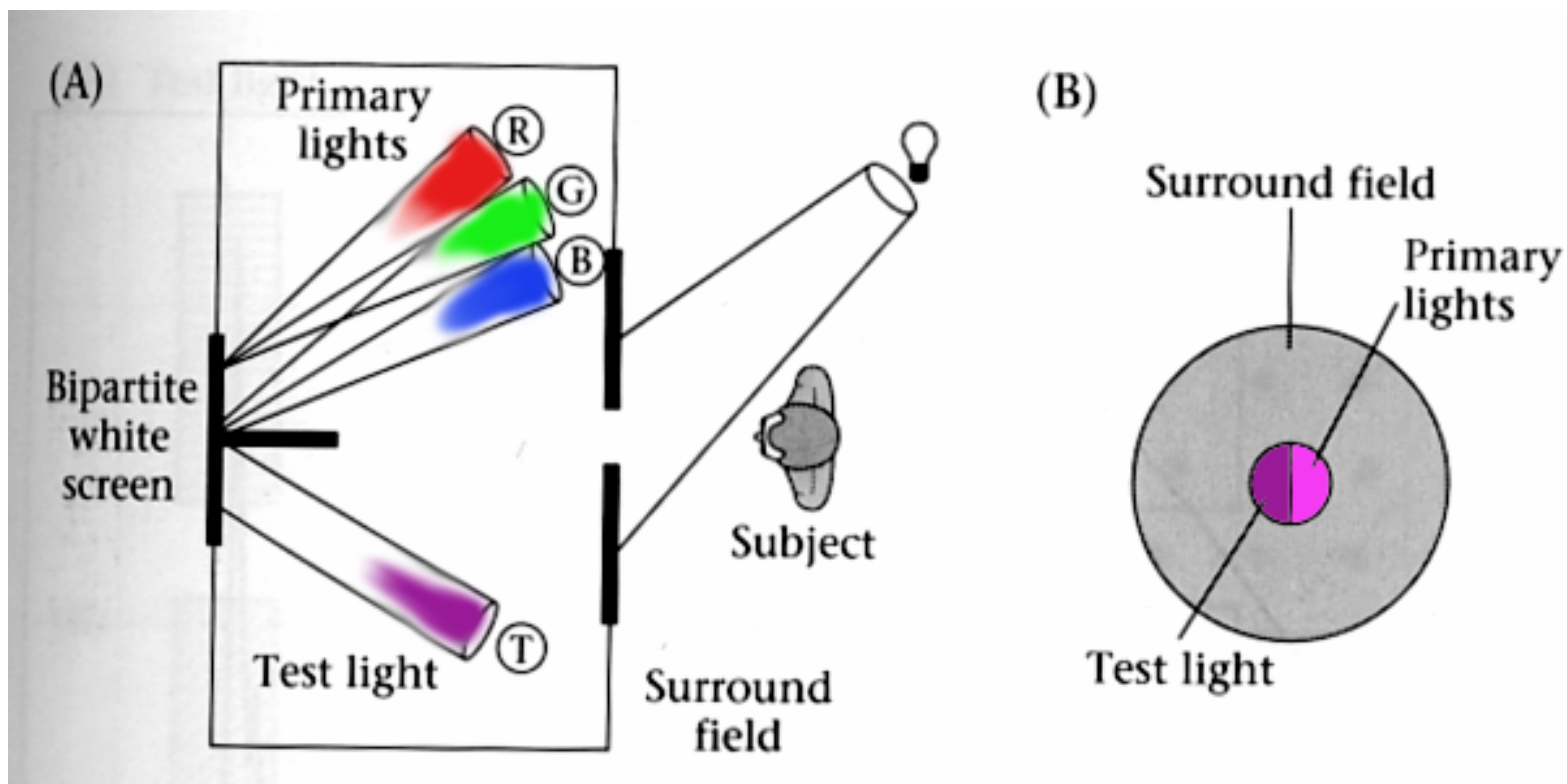 (A)
Primary
lights
R
G
B
Bipartite
white
screen
Subject
T
Test light
Surround
field
(B)
Surround field
Primary
lights
Test light